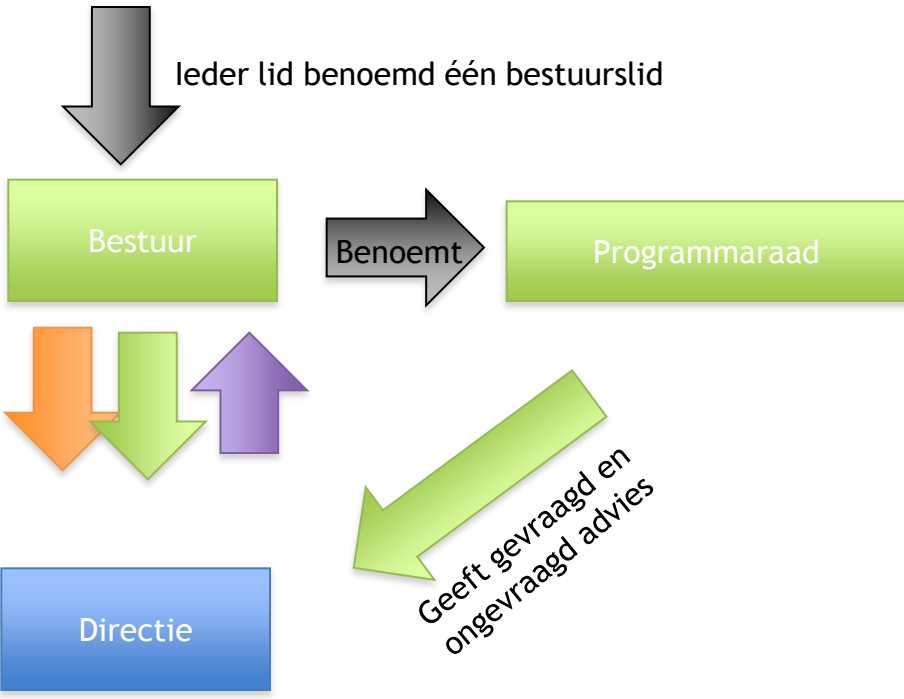 Ieder lid benoemd één bestuurslid
Bestuur
Benoemt
Programmaraad
Geeft gevraagd en
ongevraagd advies
Directie